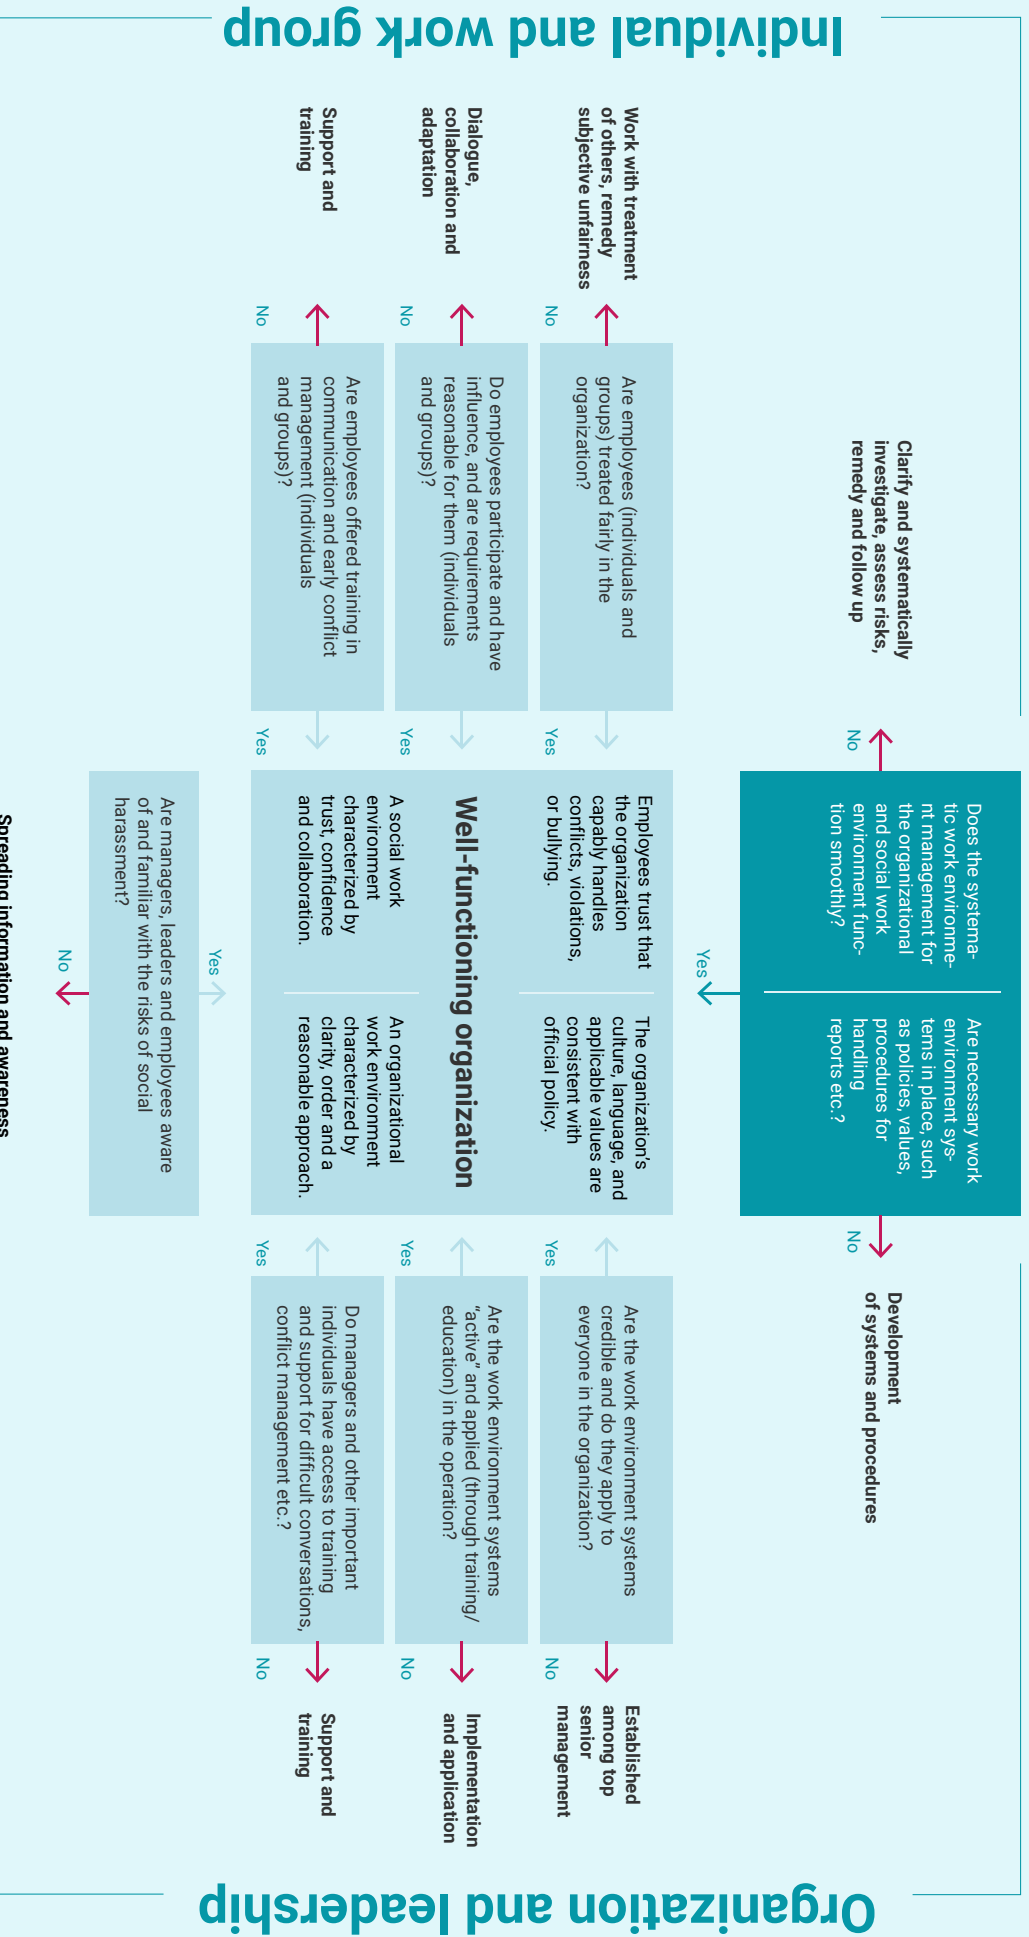 Individual and work group
Organization and leadership
Clarify and systematically
investigate, assess risks,
remedy and follow up
No
Does the systema-
tic work environme-
nt management for
the organizational
and social work
environment func-
tion smoothly?
Are necessary work
environment sys-
tems in place, such
as policies, values,
procedures for
handling
reports etc.?
No
Development
of systems and procedures
Yes
Work with treatment
of others, remedy
subjective unfairness
No
Are employees (individuals and
groups) treated fairly in the
organization?
Yes
Dialogue,
collaboration and
adaptation
No
Do employees participate and have
influence, and are requirements
reasonable for them (individuals
and groups)?
Yes
Support and
training
No
Are employees offered training in
communication and early conflict
management (individuals
and groups)?
Yes
Employees trust that
the organization
capably handles
conflicts, violations,
or bullying.
The organization’s
culture, language, and
applicable values are
consistent with
official policy.
Well-functioning organization
A social work
environment
characterized by
trust, confidence
and collaboration.
An organizational
work environment
characterized by
clarity, order and a
reasonable approach.
Yes
Are the work environment systems
credible and do they apply to
everyone in the organization?
No
Established
among top
senior
management
Yes
Are the work environment systems
“active” and applied (through training/
education) in the operation?
No
Implementation
and application
Yes
Do managers and other important
individuals have access to training
and support for difficult conversations,
conflict management etc.?
No
Support and
training
Yes
Are managers, leaders and employees aware
of and familiar with the risks of social
harassment?
No
Spreading information and awareness